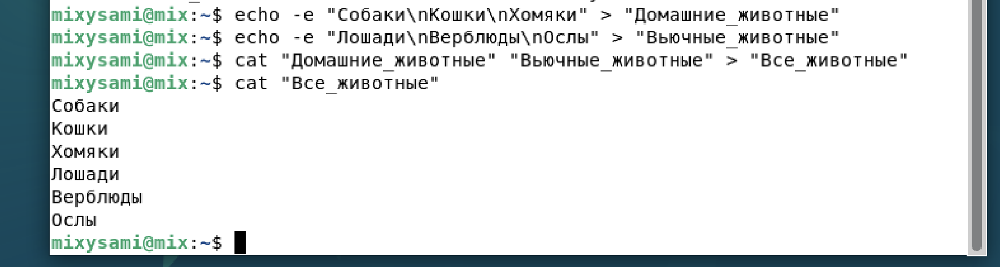 mixysami@mix:~$ echo -e "Собаки\nКошки\nХомяки" > "Домашние_животные"
mixysami@mix:~$ echo -e "Лошади\nВерблюды\nОслы" > "Вьючные_животные"
mixysami@mix:~$ cat "Домашние_животные" "Вьючные_животные" > "Все_животные"
mixysami@mix:~$ cat "Все_животные"
Собаки
Кошки
Хомяки
Лошади
Верблюды
Ослы
mixysami@mix:~$